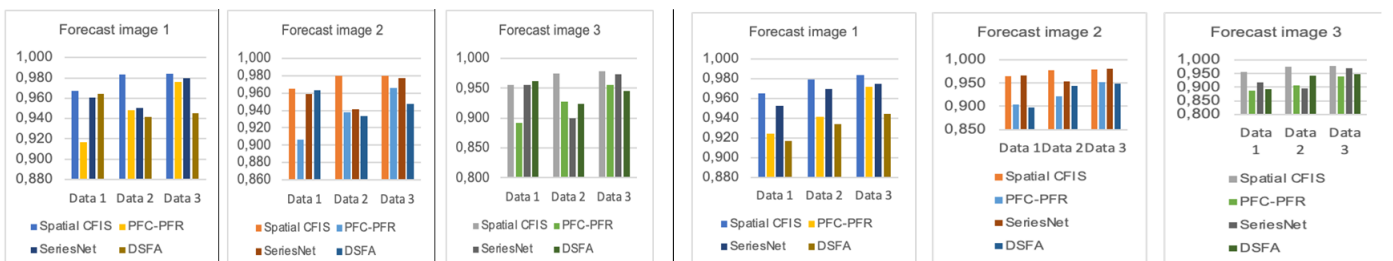 Forecast image 1
1,000
0,980
0,960
0,940
0,920
0,900
0,880
Data 1 Data 2 Data 3
Spatial CFIS PFC-PFR
SeriesNet DSFA
Forecast image 2
1,000
0,980
0,960
0,940
0,920
0,900
0,880
0,860
Data 1 Data 2 Data 3
Spatial CFIS PFC-PFR
SeriesNet DSFA
Forecast image 3
1,000
0,950
0,900
0,850
0,800
Data 1 Data 2 Data 3
Spatial CFIS PFC-PFR
SeriesNet DSFA
Forecast image 1
1,000
0,980
0,960
0,940
0,920
0,900
0,880
Data 1 Data 2 Data 3
Spatial CFIS PFC-PFR
SeriesNet DSFA
Forecast image 2
1,000
0,950
0,900
0,850
Data 1 Data 2 Data 3
Spatial CFIS
PFC-PFR
SeriesNet
DSFA
Forecast image 3
1,000
0,950
0,900
0,850
0,800
Data Data Data
1 2 3
Spatial CFIS
PFC-PFR
SeriesNet
DSFA